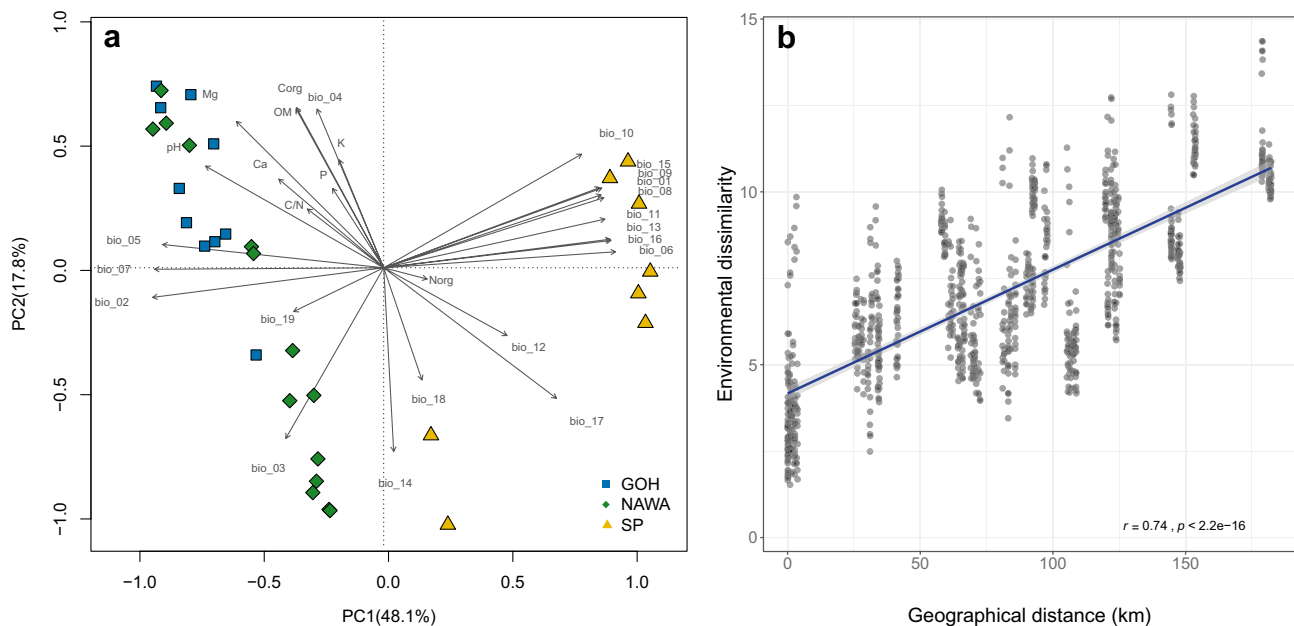 a
1.0
0.5
0.0
−0.5
−1.0
PC2(17.8%)
Mg
Corg
OM
bio_04
K
P
pH
Ca
C/N
bio_10
bio_15
bio_09
bio_01
bio_08
bio_11
bio_13
bio_16
bio_06
bio_05
bio_07
bio_02
bio_19
Norg
bio_12
bio_18
bio_17
bio_03
bio_14
GOH
NAWA
SP
−1.0 −0.5 0.0 0.5 1.0
PC1(48.1%)
b
15
10
5
0
Environmental dissimilarity
r = 0.74 , p < 2.2e−16
0 50 100 150
Geographical distance (km)